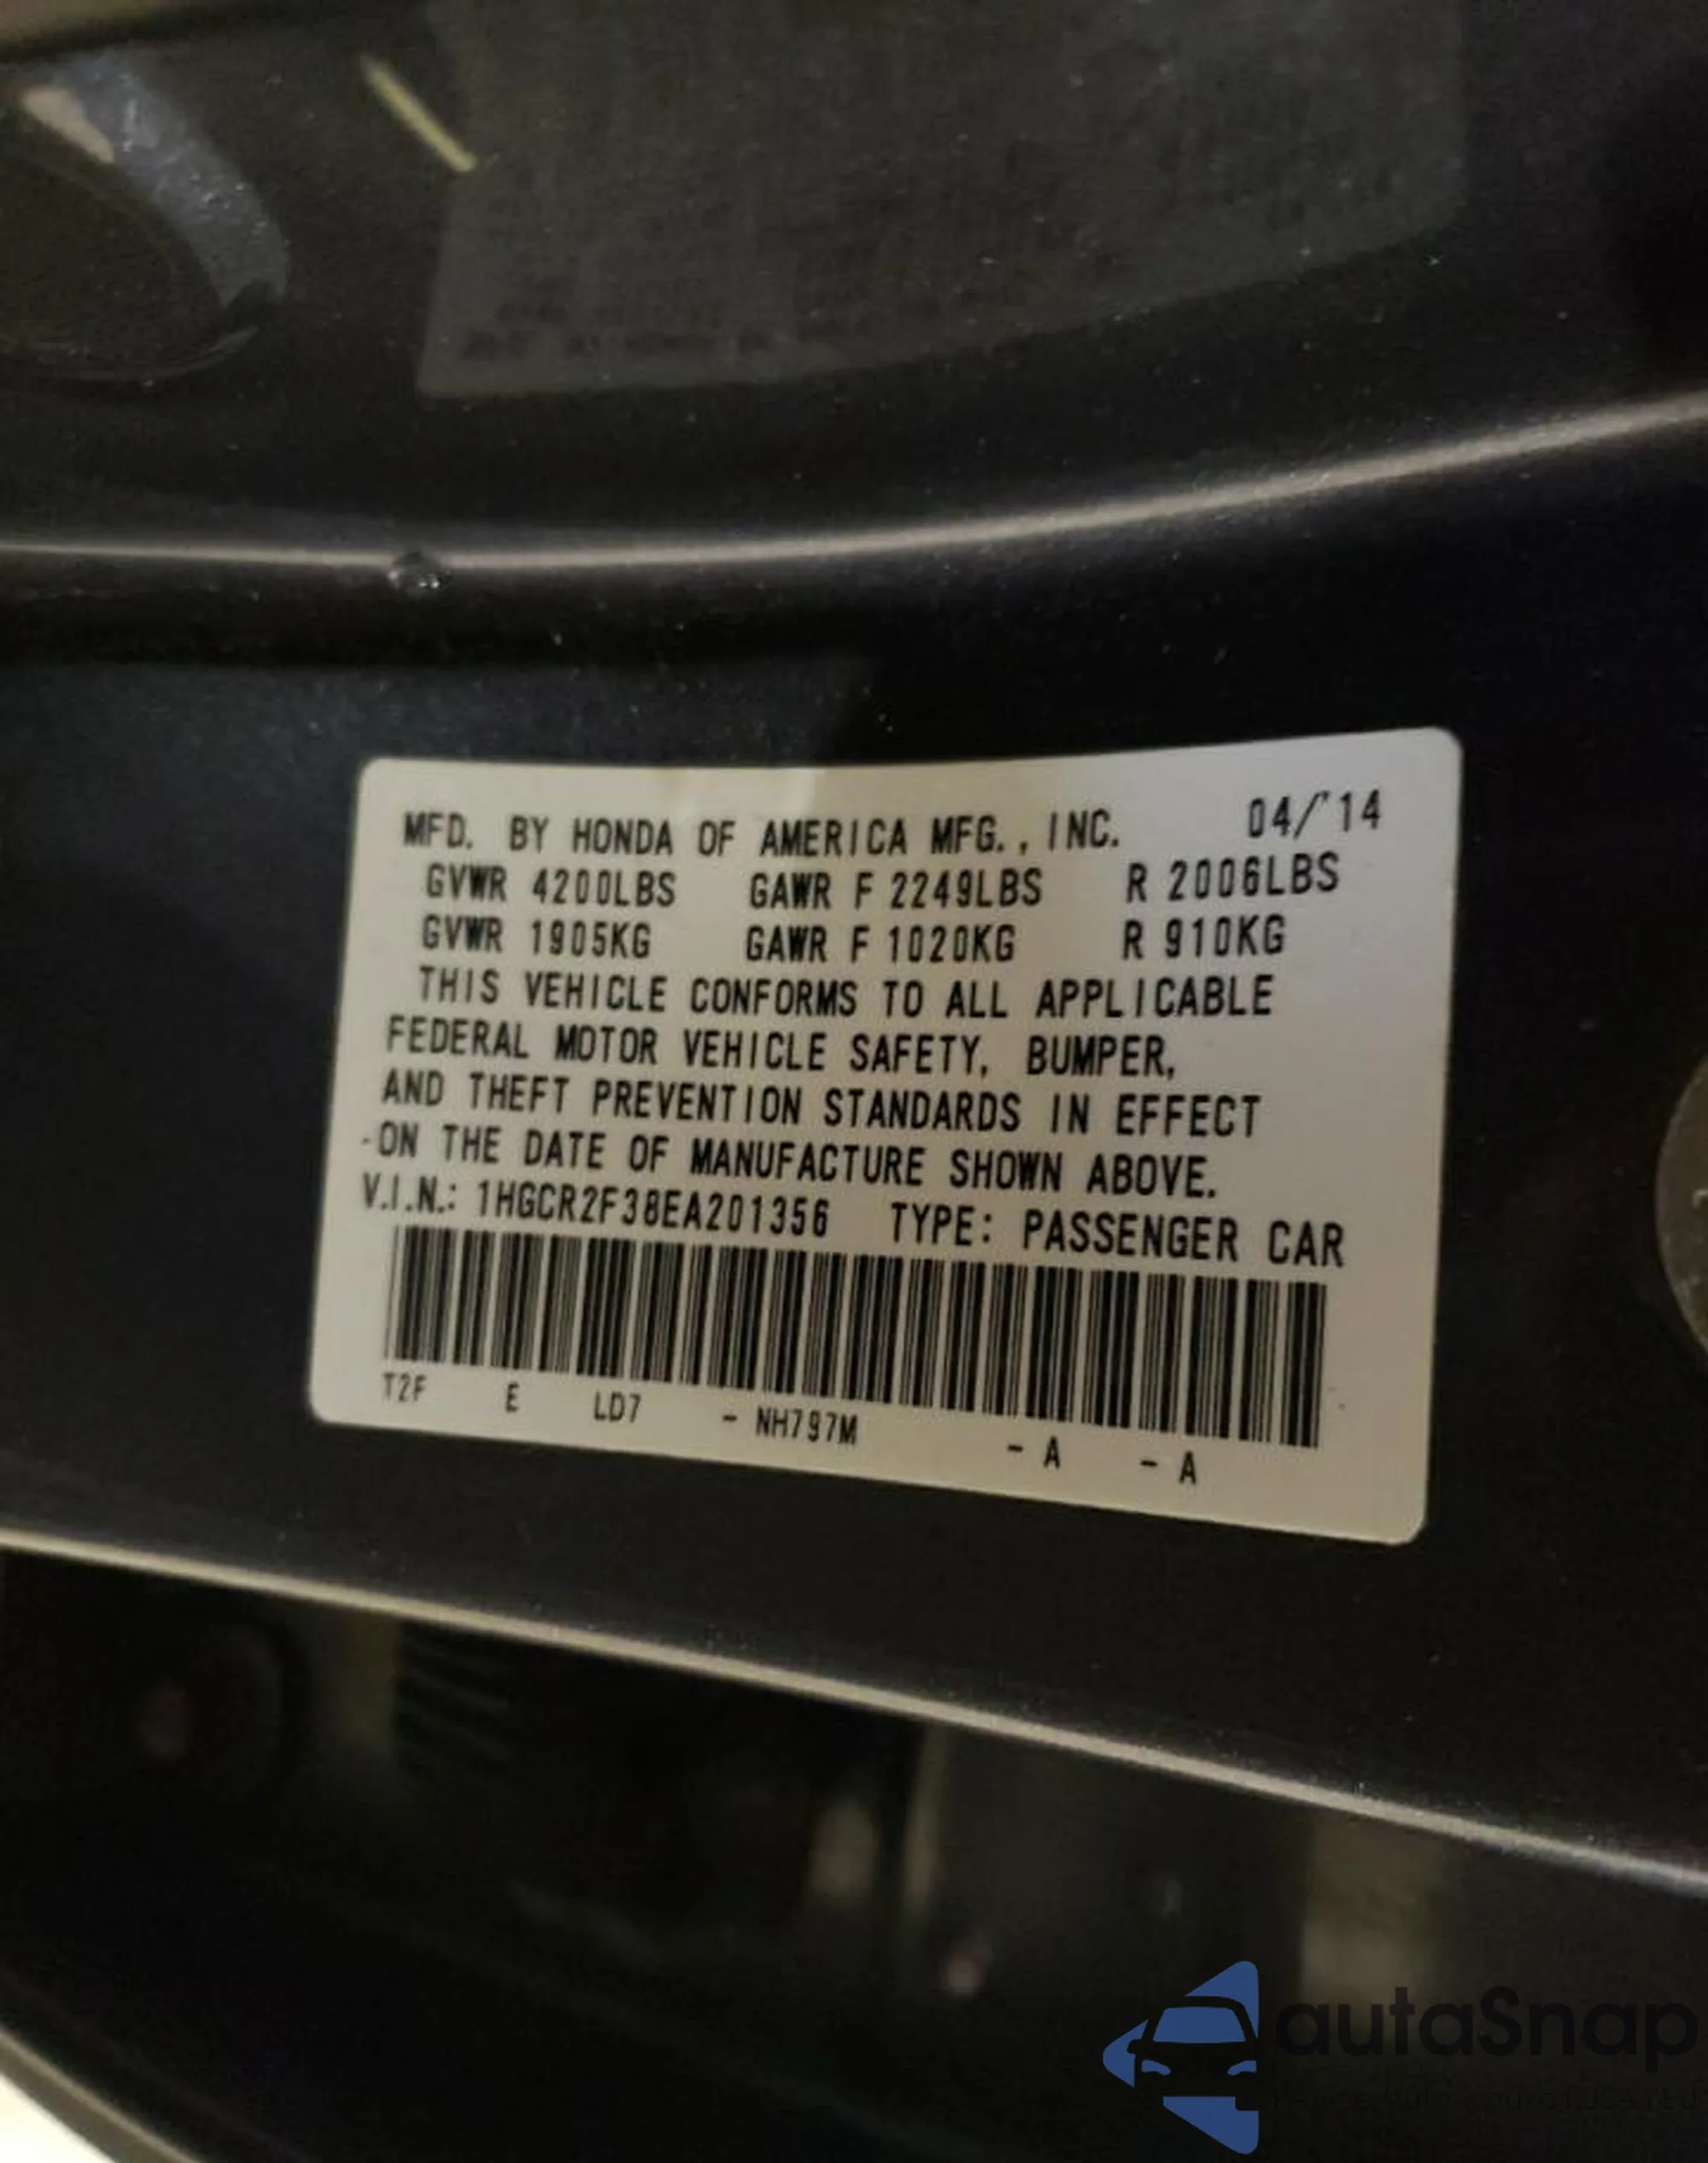 MFD. BY HONDA OF AMERICA MFG., INC. 04/'14
GVWR 4200LBS GAWR F 2249LBS R 2006LBS
GVWR 1905KG GAWR F 1020KG R 910KG
THIS VEHICLE CONFORMS TO ALL APPLICABLE
FEDERAL MOTOR VEHICLE SAFETY, BUMPER,
AND THEFT PREVENTION STANDARDS IN EFFECT
-ON THE DATE OF MANUFACTURE SHOWN ABOVE.
V.I.N.: 1HGCR2F38EA201356 TYPE: PASSENGER CAR
T2F E LD7 - NH797M - A - A
autaSnap